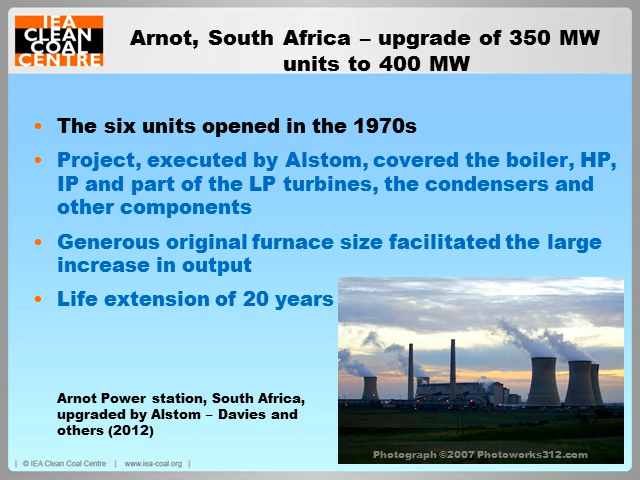 IEA
CLEAN
COAL
CENTRE
Arnot, South Africa – upgrade of 350 MW
units to 400 MW
• The six units opened in the 1970s
• Project, executed by Alstom, covered the boiler, HP,
IP and part of the LP turbines, the condensers and
other components
• Generous original furnace size facilitated the large
increase in output
• Life extension of 20 years
Arnot Power station, South Africa,
upgraded by Alstom – Davies and
others (2012)
Photograph ©2007 Photoworks312.com
| © IEA Clean Coal Centre | www.iea-coal.org |